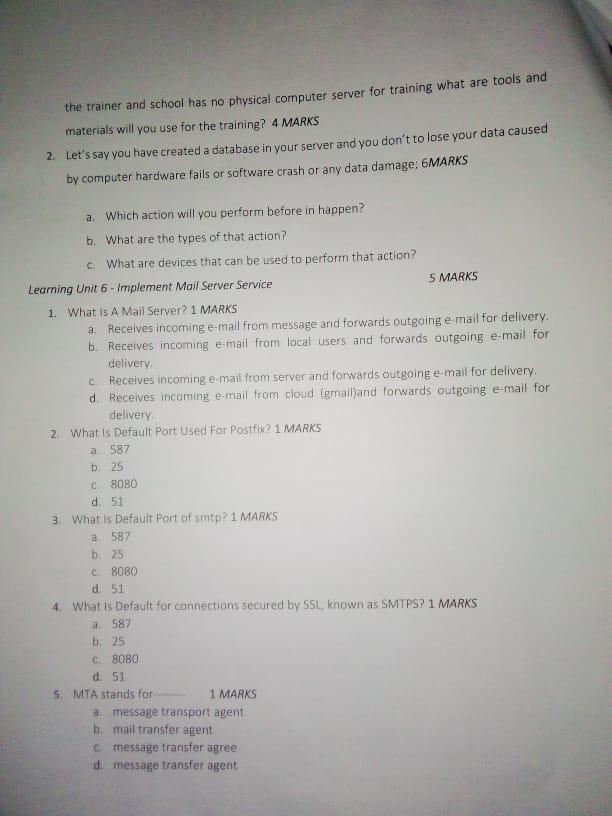 the trainer and school has no physical computer server for training what are tools and
materials will you use for the training? 4 MARKS
2. Let's say you have created a database in your server and you don't to lose your data caused
by computer hardware fails or software crash or any data damage; 6MARKS
a. Which action will you perform before in happen?
b. What are the types of that action?
c. What are devices that can be used to perform that action?
Learning Unit 6 - Implement Mail Server Service 5 MARKS
1. What Is A Mail Server? 1 MARKS
a. Receives incoming e-mail from message and forwards outgoing e-mail for delivery.
b. Receives incoming e-mail from local users and forwards outgoing e-mail for
delivery.
c. Receives incoming e-mail from server and forwards outgoing e-mail for delivery.
d. Receives incoming e-mail from cloud (gmail)and forwards outgoing e-mail for
delivery.
2. What Is Default Port Used For Postfix? 1 MARKS
a. 587
b. 25
c. 8080
d. 51
3. What Is Default Port of smtp? 1 MARKS
a. 587
b. 25
c. 8080
d. 51
4. What Is Default for connections secured by SSL, known as SMTPS? 1 MARKS
a. 587
b. 25
c. 8080
d. 51
5. MTA stands for-------- 1 MARKS
a. message transport agent
b. mail transfer agent
c. message transfer agree
d. message transfer agent